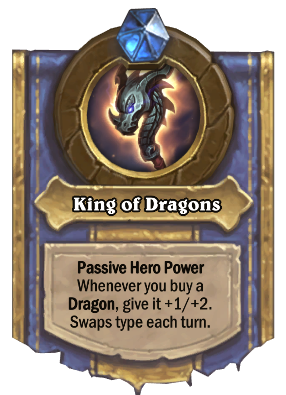 King of Dragons
Passive Hero Power
Whenever you buy a
Dragon, give it +1/+2.
Swaps type each turn.